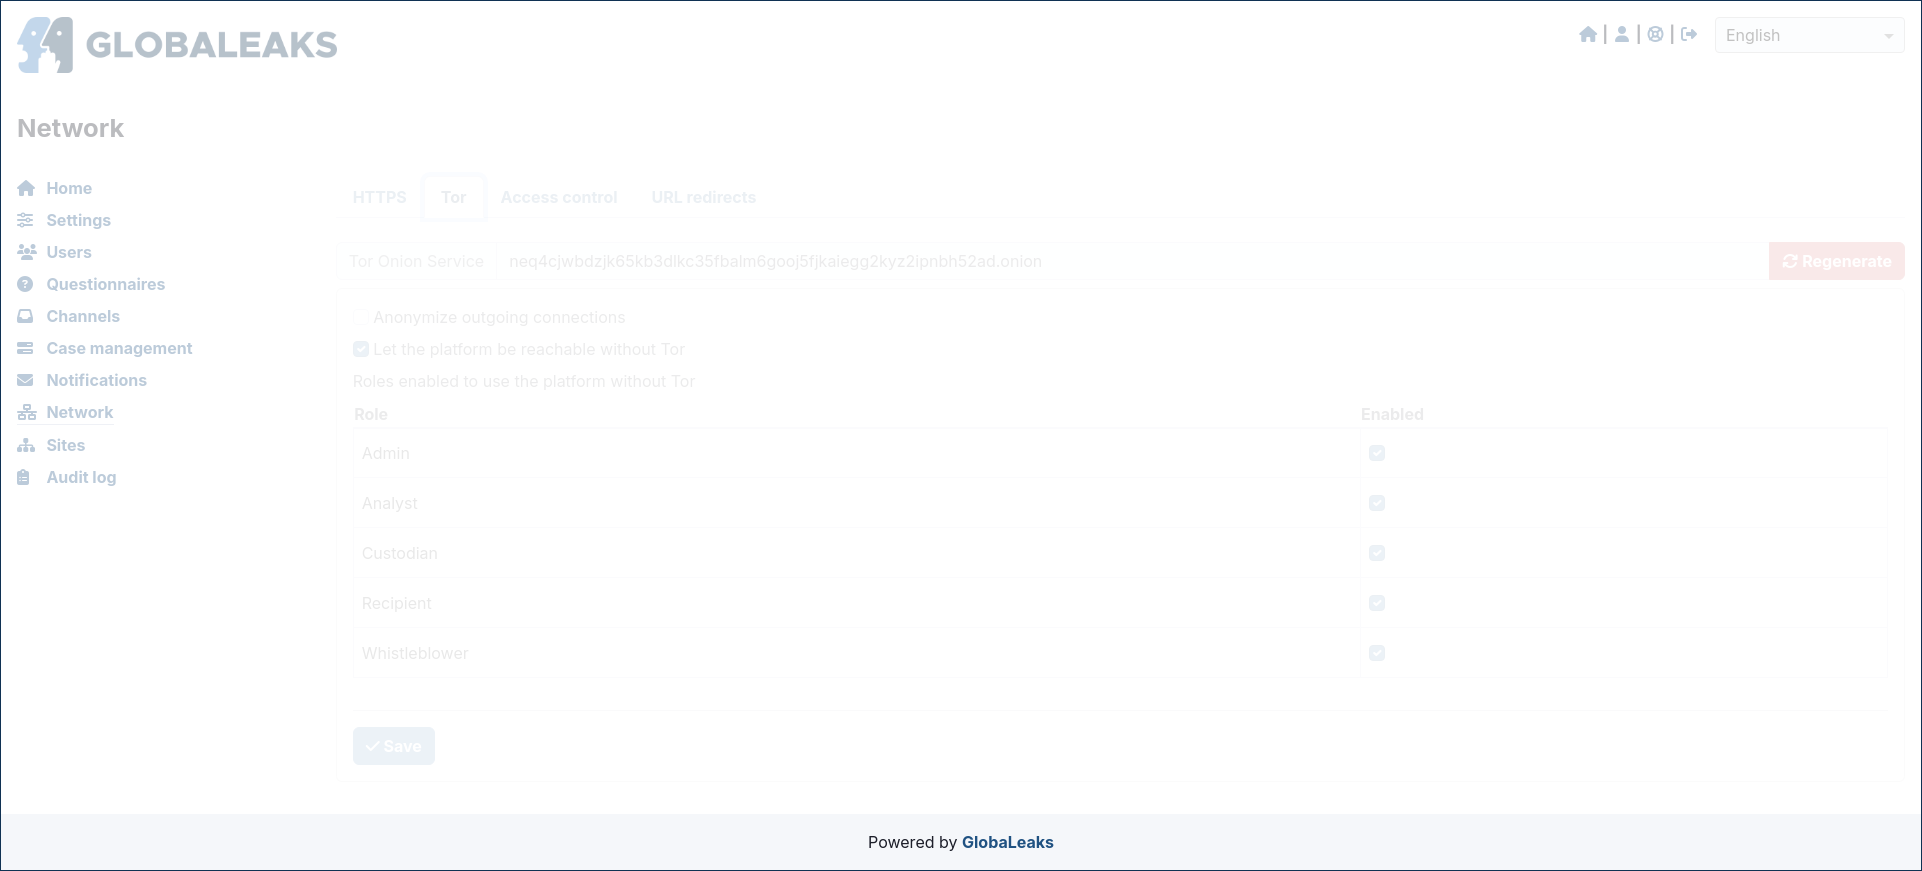 GLOBALEAKS
English
Network
Home
Settings
Users
Questionnaires
Channels
Case management
Notifications
Network
Sites
Audit log
HTTPS Tor Access control URL redirects
Tor Onion Service neq4cjwbdzjk65kb3dlkc35fbalm6gooj5fjkaiegg2kyz2ipnbh52ad.onion Regenerate
Anonymize outgoing connections
Let the platform be reachable without Tor
Roles enabled to use the platform without Tor
Role Enabled
Admin
Analyst
Custodian
Recipient
Whistleblower
Save
Powered by GlobaLeaks